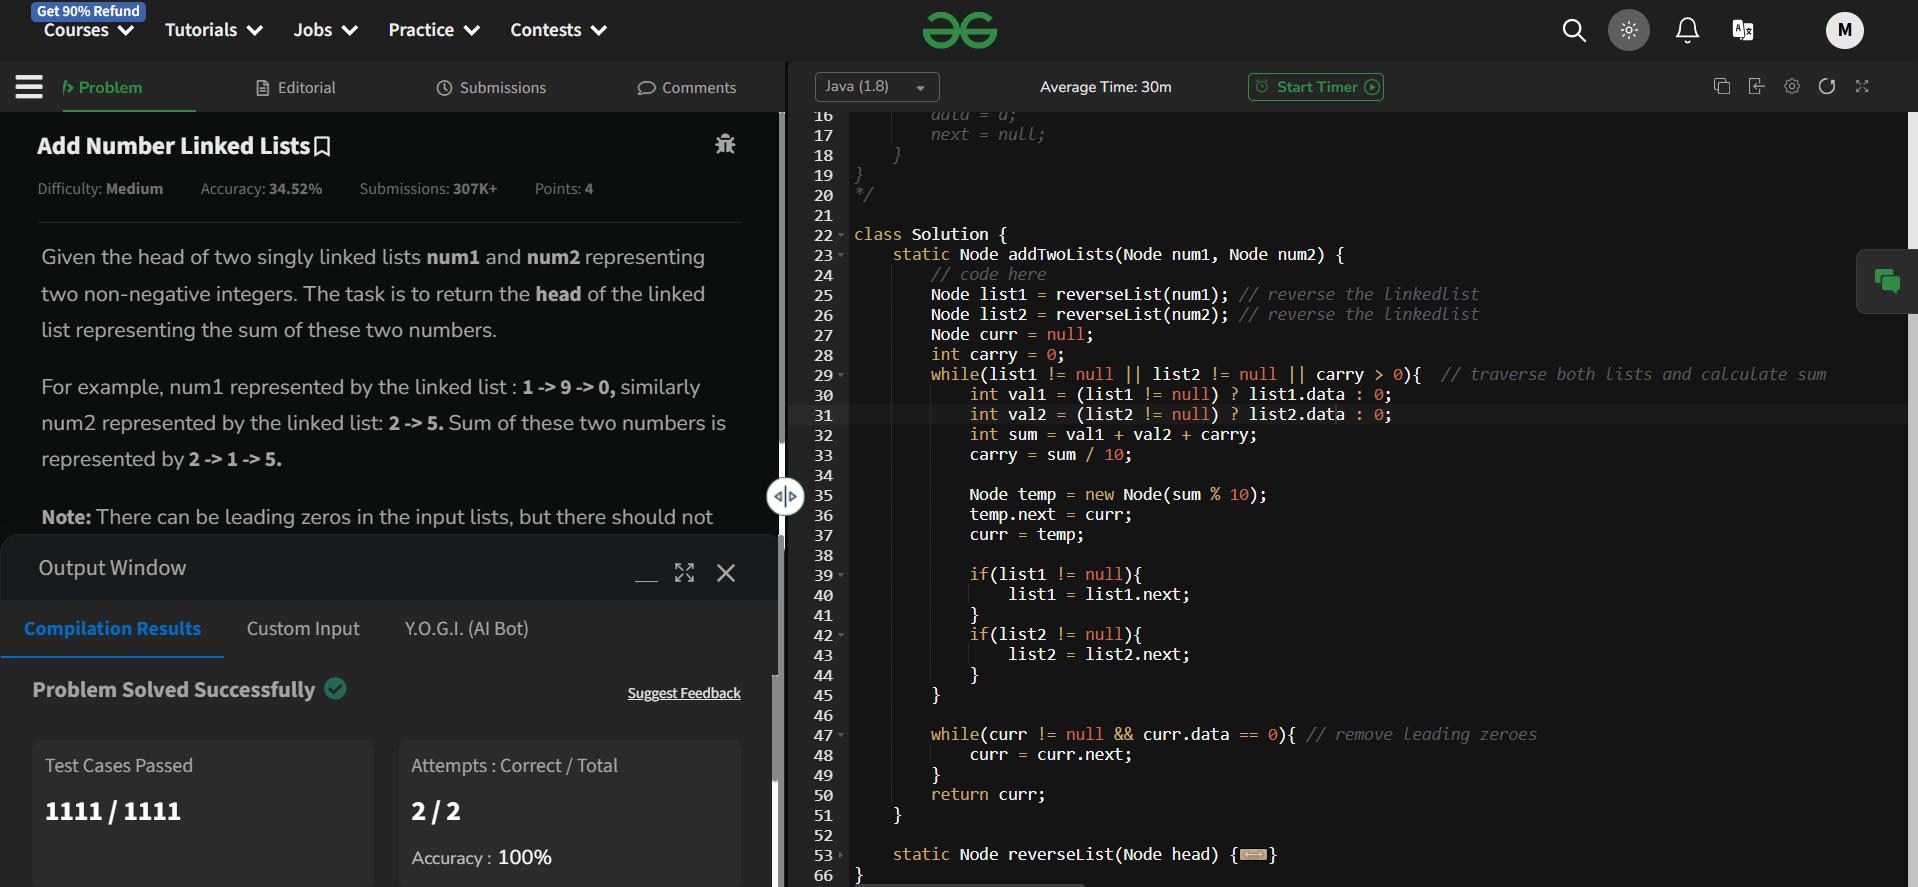 Get 90% Refund
Courses
Tutorials
Jobs
Practice
Contests
M
Problem
Editorial
Submissions
Comments
Java (1.8)
Average Time: 30m
Start Timer
Add Number Linked Lists
Difficulty: Medium Accuracy: 34.52% Submissions: 307K+ Points: 4
Given the head of two singly linked lists num1 and num2 representing
two non-negative integers. The task is to return the head of the linked
list representing the sum of these two numbers.
For example, num1 represented by the linked list : 1 -> 9 -> 0, similarly
num2 represented by the linked list: 2 -> 5. Sum of these two numbers is
represented by 2 -> 1 -> 5.
Note: There can be leading zeros in the input lists, but there should not
Output Window
Compilation Results
Custom Input
Y.O.G.I. (AI Bot)
Problem Solved Successfully
Suggest Feedback
Test Cases Passed
1111 / 1111
Attempts : Correct / Total
2 / 2
Accuracy : 100%
16 data = d;
17 next = null;
18 }
19 }
20 */
21
22 class Solution {
23 static Node addTwoLists(Node num1, Node num2) {
24 // code here
25 Node list1 = reverseList(num1); // reverse the linkedlist
26 Node list2 = reverseList(num2); // reverse the linkedlist
27 Node curr = null;
28 int carry = 0;
29 while(list1 != null || list2 != null || carry > 0){ // traverse both lists and calculate sum
30 int val1 = (list1 != null) ? list1.data : 0;
31 int val2 = (list2 != null) ? list2.data : 0;
32 int sum = val1 + val2 + carry;
33 carry = sum / 10;
34
35 Node temp = new Node(sum % 10);
36 temp.next = curr;
37 curr = temp;
38
39 if(list1 != null){
40 list1 = list1.next;
41 }
42 if(list2 != null){
43 list2 = list2.next;
44 }
45 }
46
47 while(curr != null && curr.data == 0){ // remove leading zeroes
48 curr = curr.next;
49 }
50 return curr;
51 }
52
53 static Node reverseList(Node head) {}
66 }